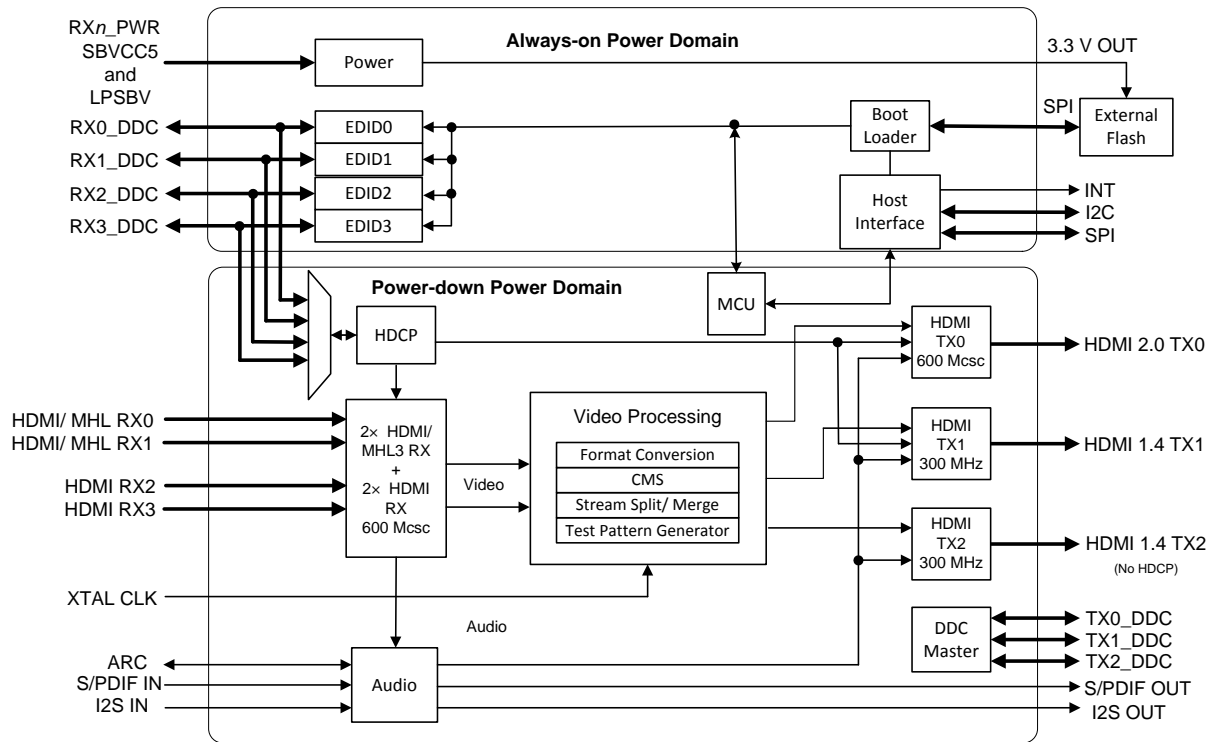 RXn_PWR
SBVCC5
and
LPSBV
Always-on Power Domain
Power
3.3 V OUT
RX0_DDC
RX1_DDC
RX2_DDC
RX3_DDC
EDID0
EDID1
EDID2
EDID3
Boot
Loader
SPI
External
Flash
Host
Interface
INT
I2C
SPI
Power-down Power Domain
HDCP
MCU
HDMI
TX0
600 Mcsc
HDMI 2.0 TX0
HDMI/ MHL RX0
HDMI/ MHL RX1
HDMI RX2
HDMI RX3
2× HDMI/
MHL3 RX
+
2× HDMI
RX
600 Mcsc
Video
Video Processing
Format Conversion
CMS
Stream Split/ Merge
Test Pattern Generator
HDMI
TX1
300 MHz
HDMI 1.4 TX1
HDMI
TX2
300 MHz
HDMI 1.4 TX2
(No HDCP)
XTAL CLK
Audio
DDC
Master
TX0_DDC
TX1_DDC
TX2_DDC
ARC
S/PDIF IN
I2S IN
Audio
S/PDIF OUT
I2S OUT